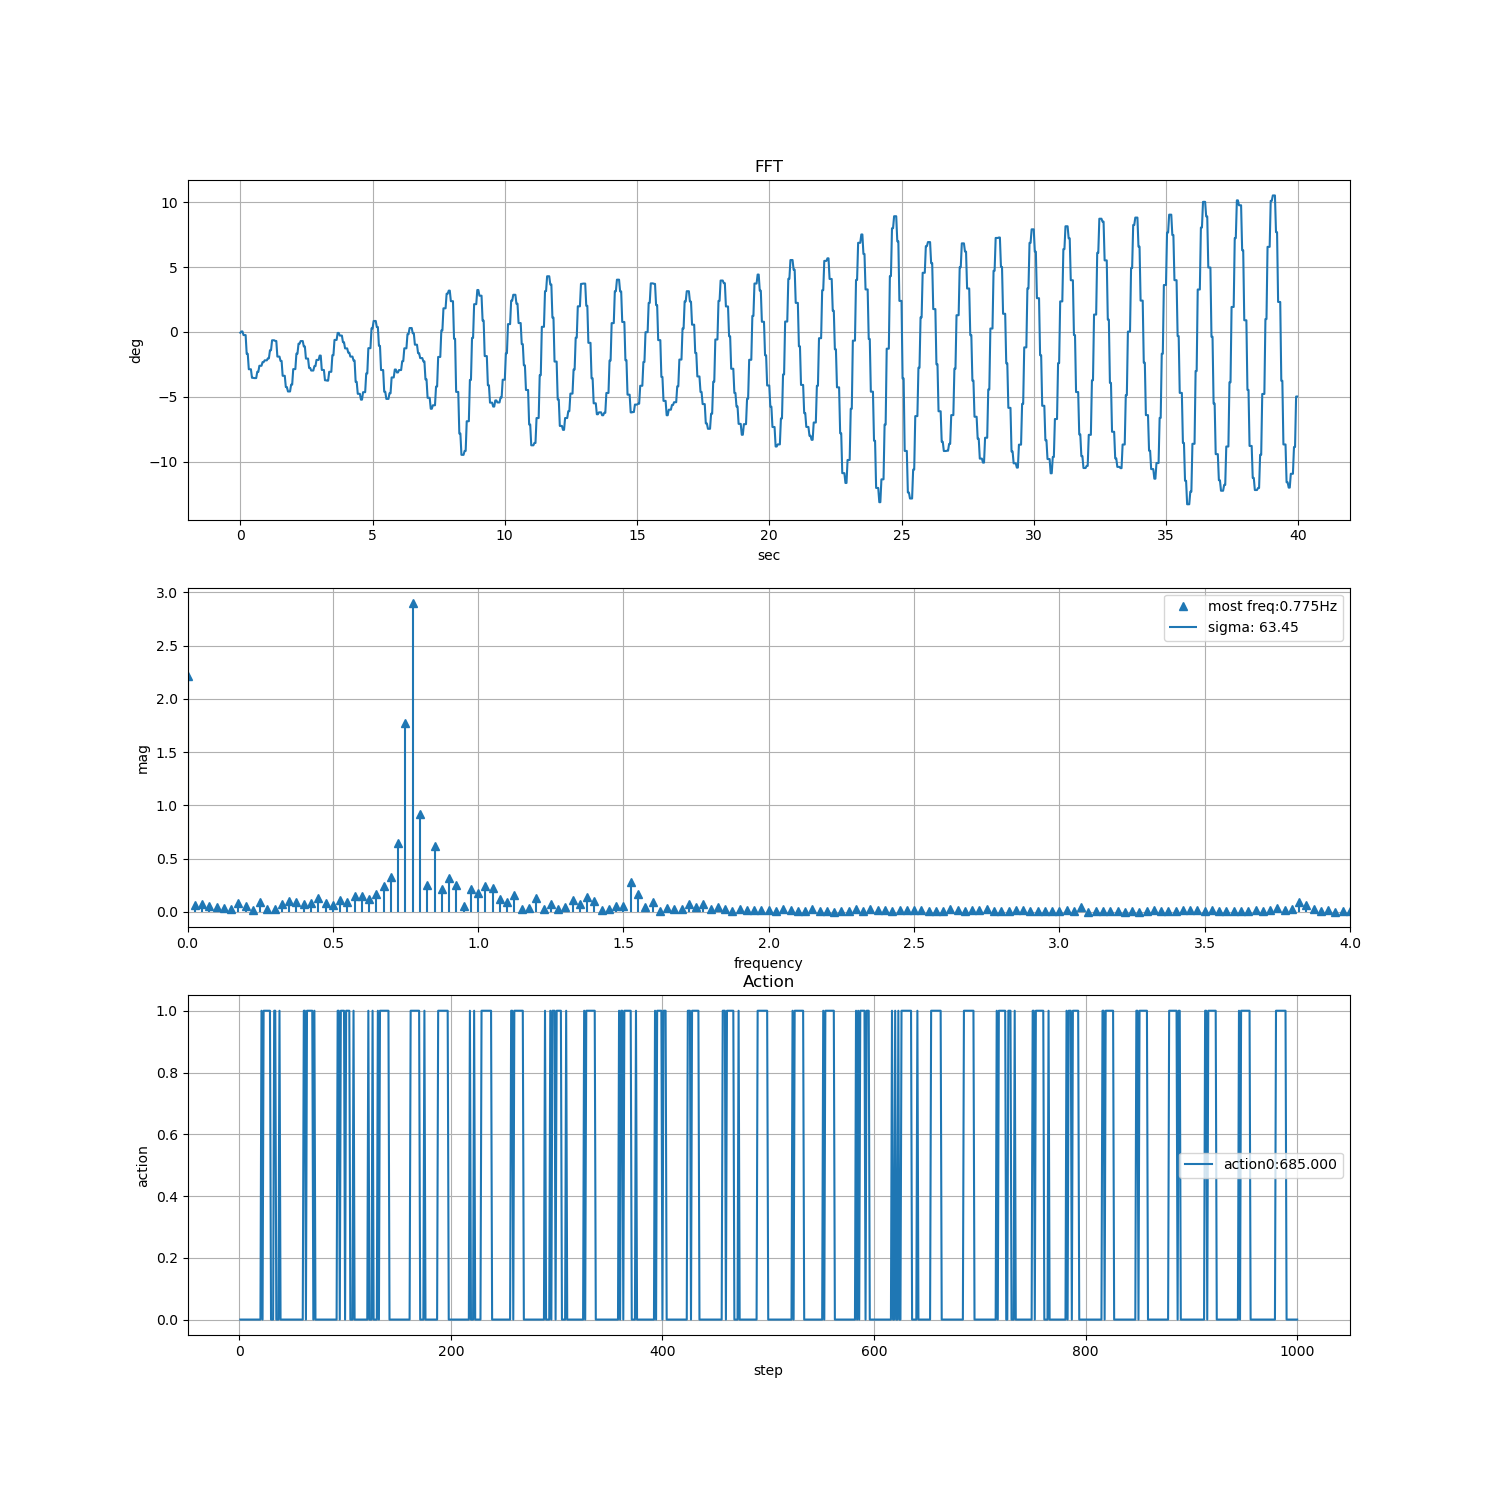 FFT
10
5
0
−5
−10
deg
0 5 10 15 20 25 30 35 40
sec
3.0
2.5
2.0
1.5
1.0
0.5
0.0
mag
most freq:0.775Hz
sigma: 63.45
0.0 0.5 1.0 1.5 2.0 2.5 3.0 3.5 4.0
frequency
Action
1.0
0.8
0.6
0.4
0.2
0.0
action
action0:685.000
0 200 400 600 800 1000
step